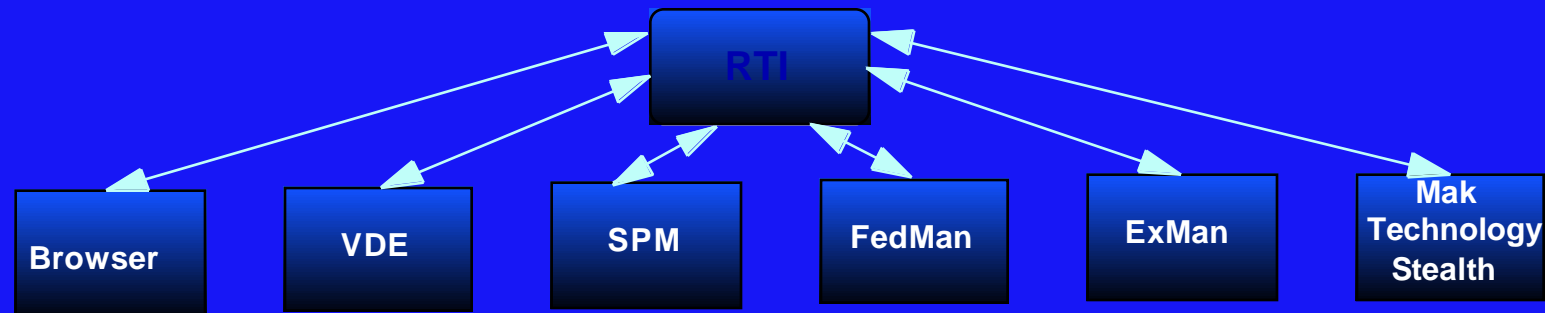 RTI
Browser
VDE
SPM
FedMan
ExMan
Mak
Technology
Stealth